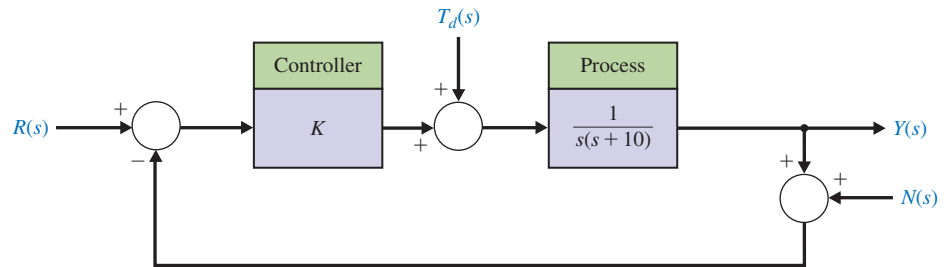 T_d(s)
Controller
Process
+
+
R(s)
K
+
1
s(s + 10)
Y(s)
−
+
+
N(s)